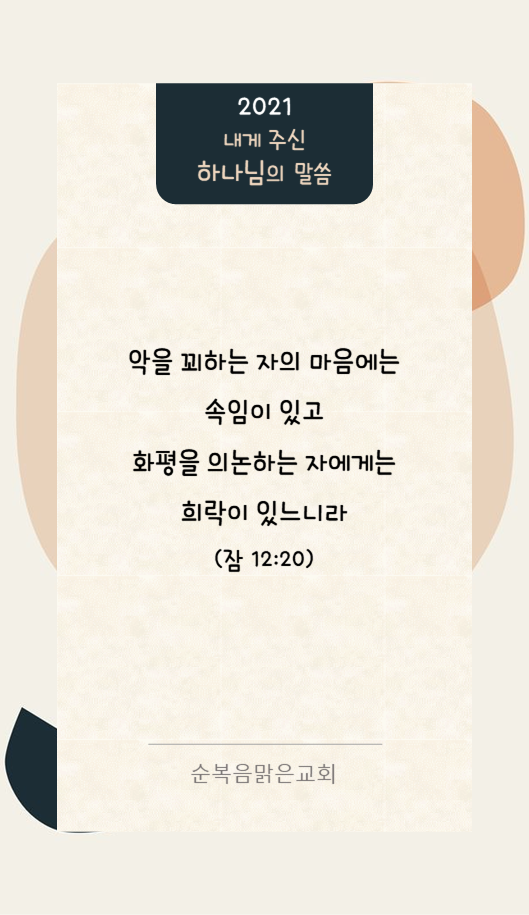 2021
내게 주신
하나님의 말씀
악을 꾀하는 자의 마음에는
속임이 있고
화평을 의논하는 자에게는
희락이 있느니라
(잠 12:20)
순복음맑은교회